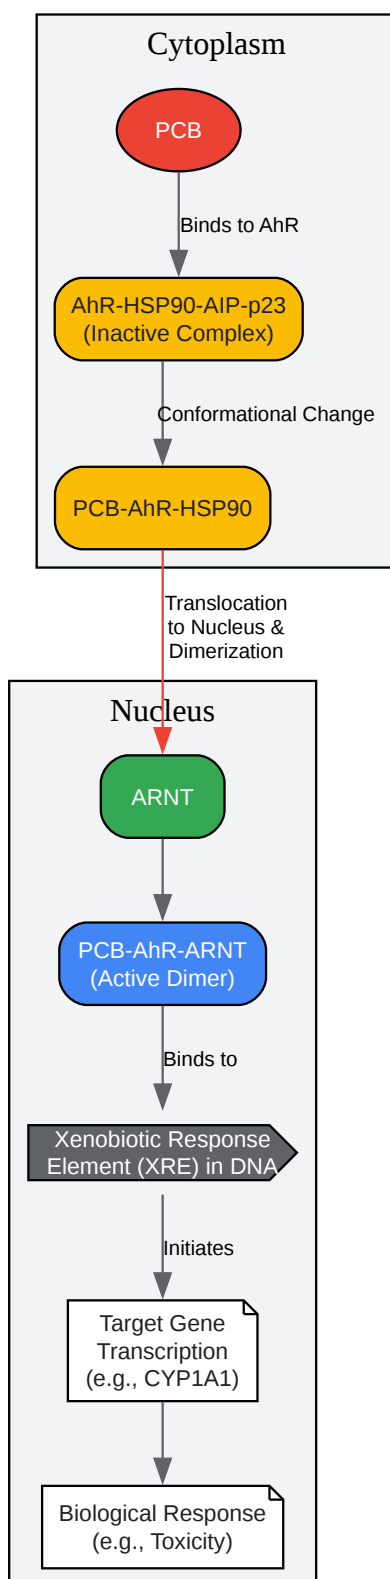 Cytoplasm
PCB
Binds to AhR
AhR-HSP90-AIP-p23
(Inactive Complex)
Conformational Change
PCB-AhR-HSP90
Translocation
to Nucleus &
Dimerization
Nucleus
ARNT
PCB-AhR-ARNT
(Active Dimer)
Binds to
Xenobiotic Response
Element (XRE) in DNA
Initiates
Target Gene
Transcription
(e.g., CYP1A1)
Biological Response
(e.g., Toxicity)